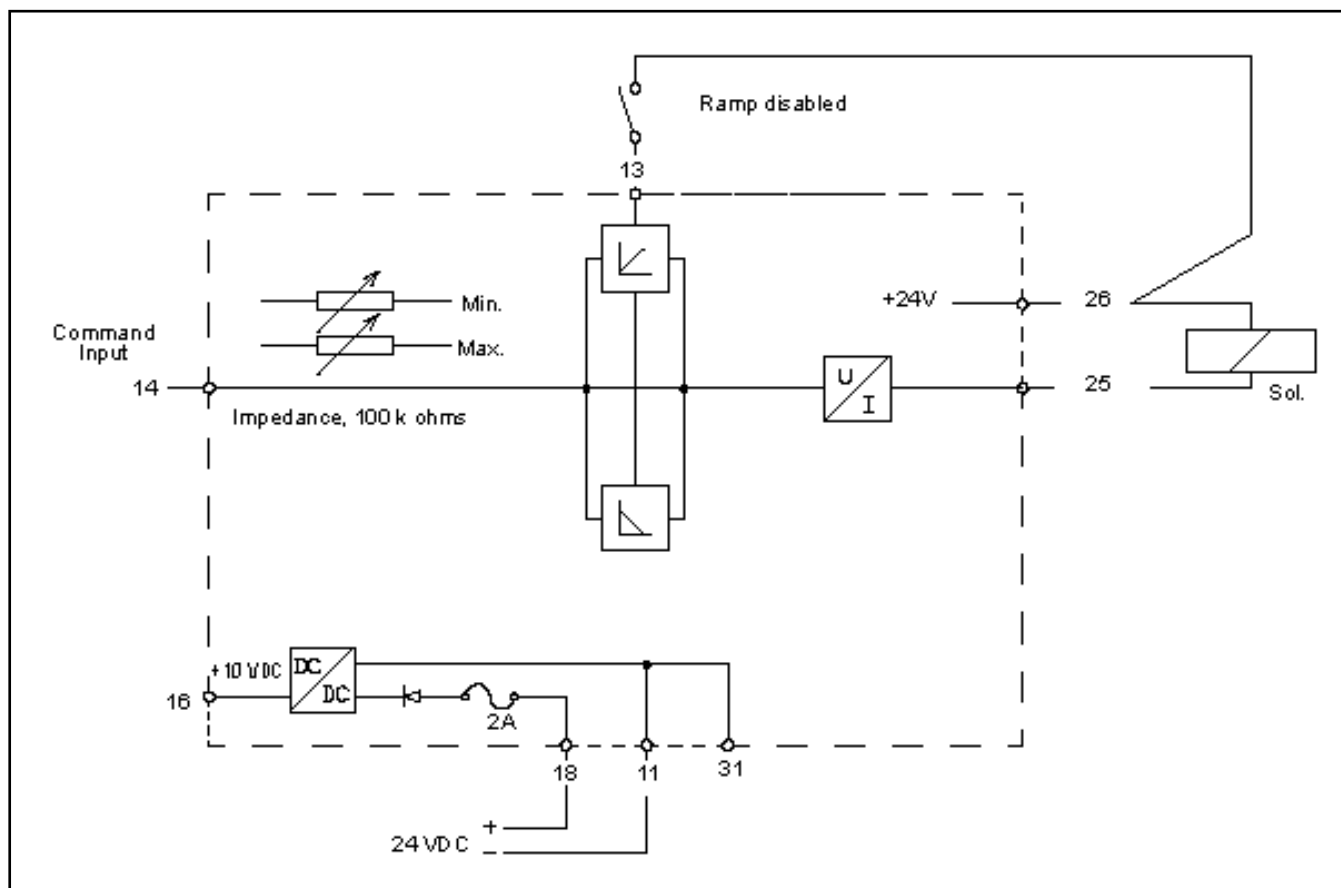 Ramp disabled
13
Min.
+24V
26
Command
Input
Max.
14
25
U
I
Sol.
Impedance, 100 k ohms
+10 VDC
DC
DC
16
2A
18
11
31
+
24 VDC
-